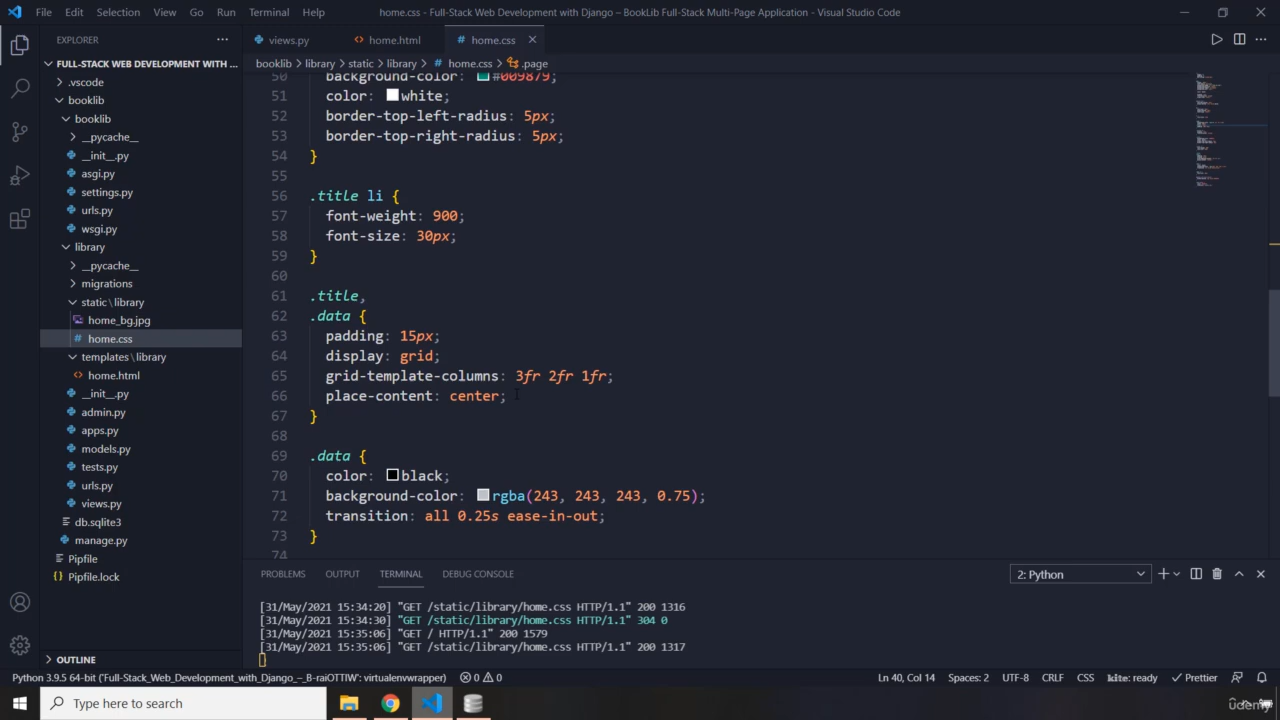 File Edit Selection View Go Run Terminal Help
home.css - Full-Stack Web Development with Django – BookLib Full-Stack Multi-Page Application - Visual Studio Code
EXPLORER
views.py
home.html
home.css
FULL-STACK WEB DEVELOPMENT WITH ...
booklib > library > static > library > # home.css > .page
.vscode
booklib
booklib
__pycache__
__init__.py
asgi.py
settings.py
urls.py
wsgi.py
library
__pycache__
migrations
static \ library
home_bg.jpg
home.css
templates \ library
home.html
__init__.py
admin.py
apps.py
models.py
tests.py
urls.py
views.py
db.sqlite3
manage.py
Pipfile
Pipfile.lock
OUTLINE
50 background-color: #009879;
51 color: white;
52 border-top-left-radius: 5px;
53 border-top-right-radius: 5px;
54 }
55
56 .title li {
57 font-weight: 900;
58 font-size: 30px;
59 }
60
61 .title,
62 .data {
63 padding: 15px;
64 display: grid;
65 grid-template-columns: 3fr 2fr 1fr;
66 place-content: center;
67 }
68
69 .data {
70 color: black;
71 background-color: rgba(243, 243, 243, 0.75);
72 transition: all 0.25s ease-in-out;
73 }
74
PROBLEMS OUTPUT TERMINAL DEBUG CONSOLE
2: Python
[31/May/2021 15:34:20] "GET /static/library/home.css HTTP/1.1" 200 1316
[31/May/2021 15:34:30] "GET /static/library/home.css HTTP/1.1" 304 0
[31/May/2021 15:35:06] "GET / HTTP/1.1" 200 1579
[31/May/2021 15:35:06] "GET /static/library/home.css HTTP/1.1" 200 1317
Python 3.9.5 64-bit ('Full-Stack_Web_Development_with_Django_–_B-raiOTTIW': virtualenvwrapper) 0 0
Ln 40, Col 14 Spaces: 2 UTF-8 CRLF CSS kite: ready Prettier
Type here to search
udemy